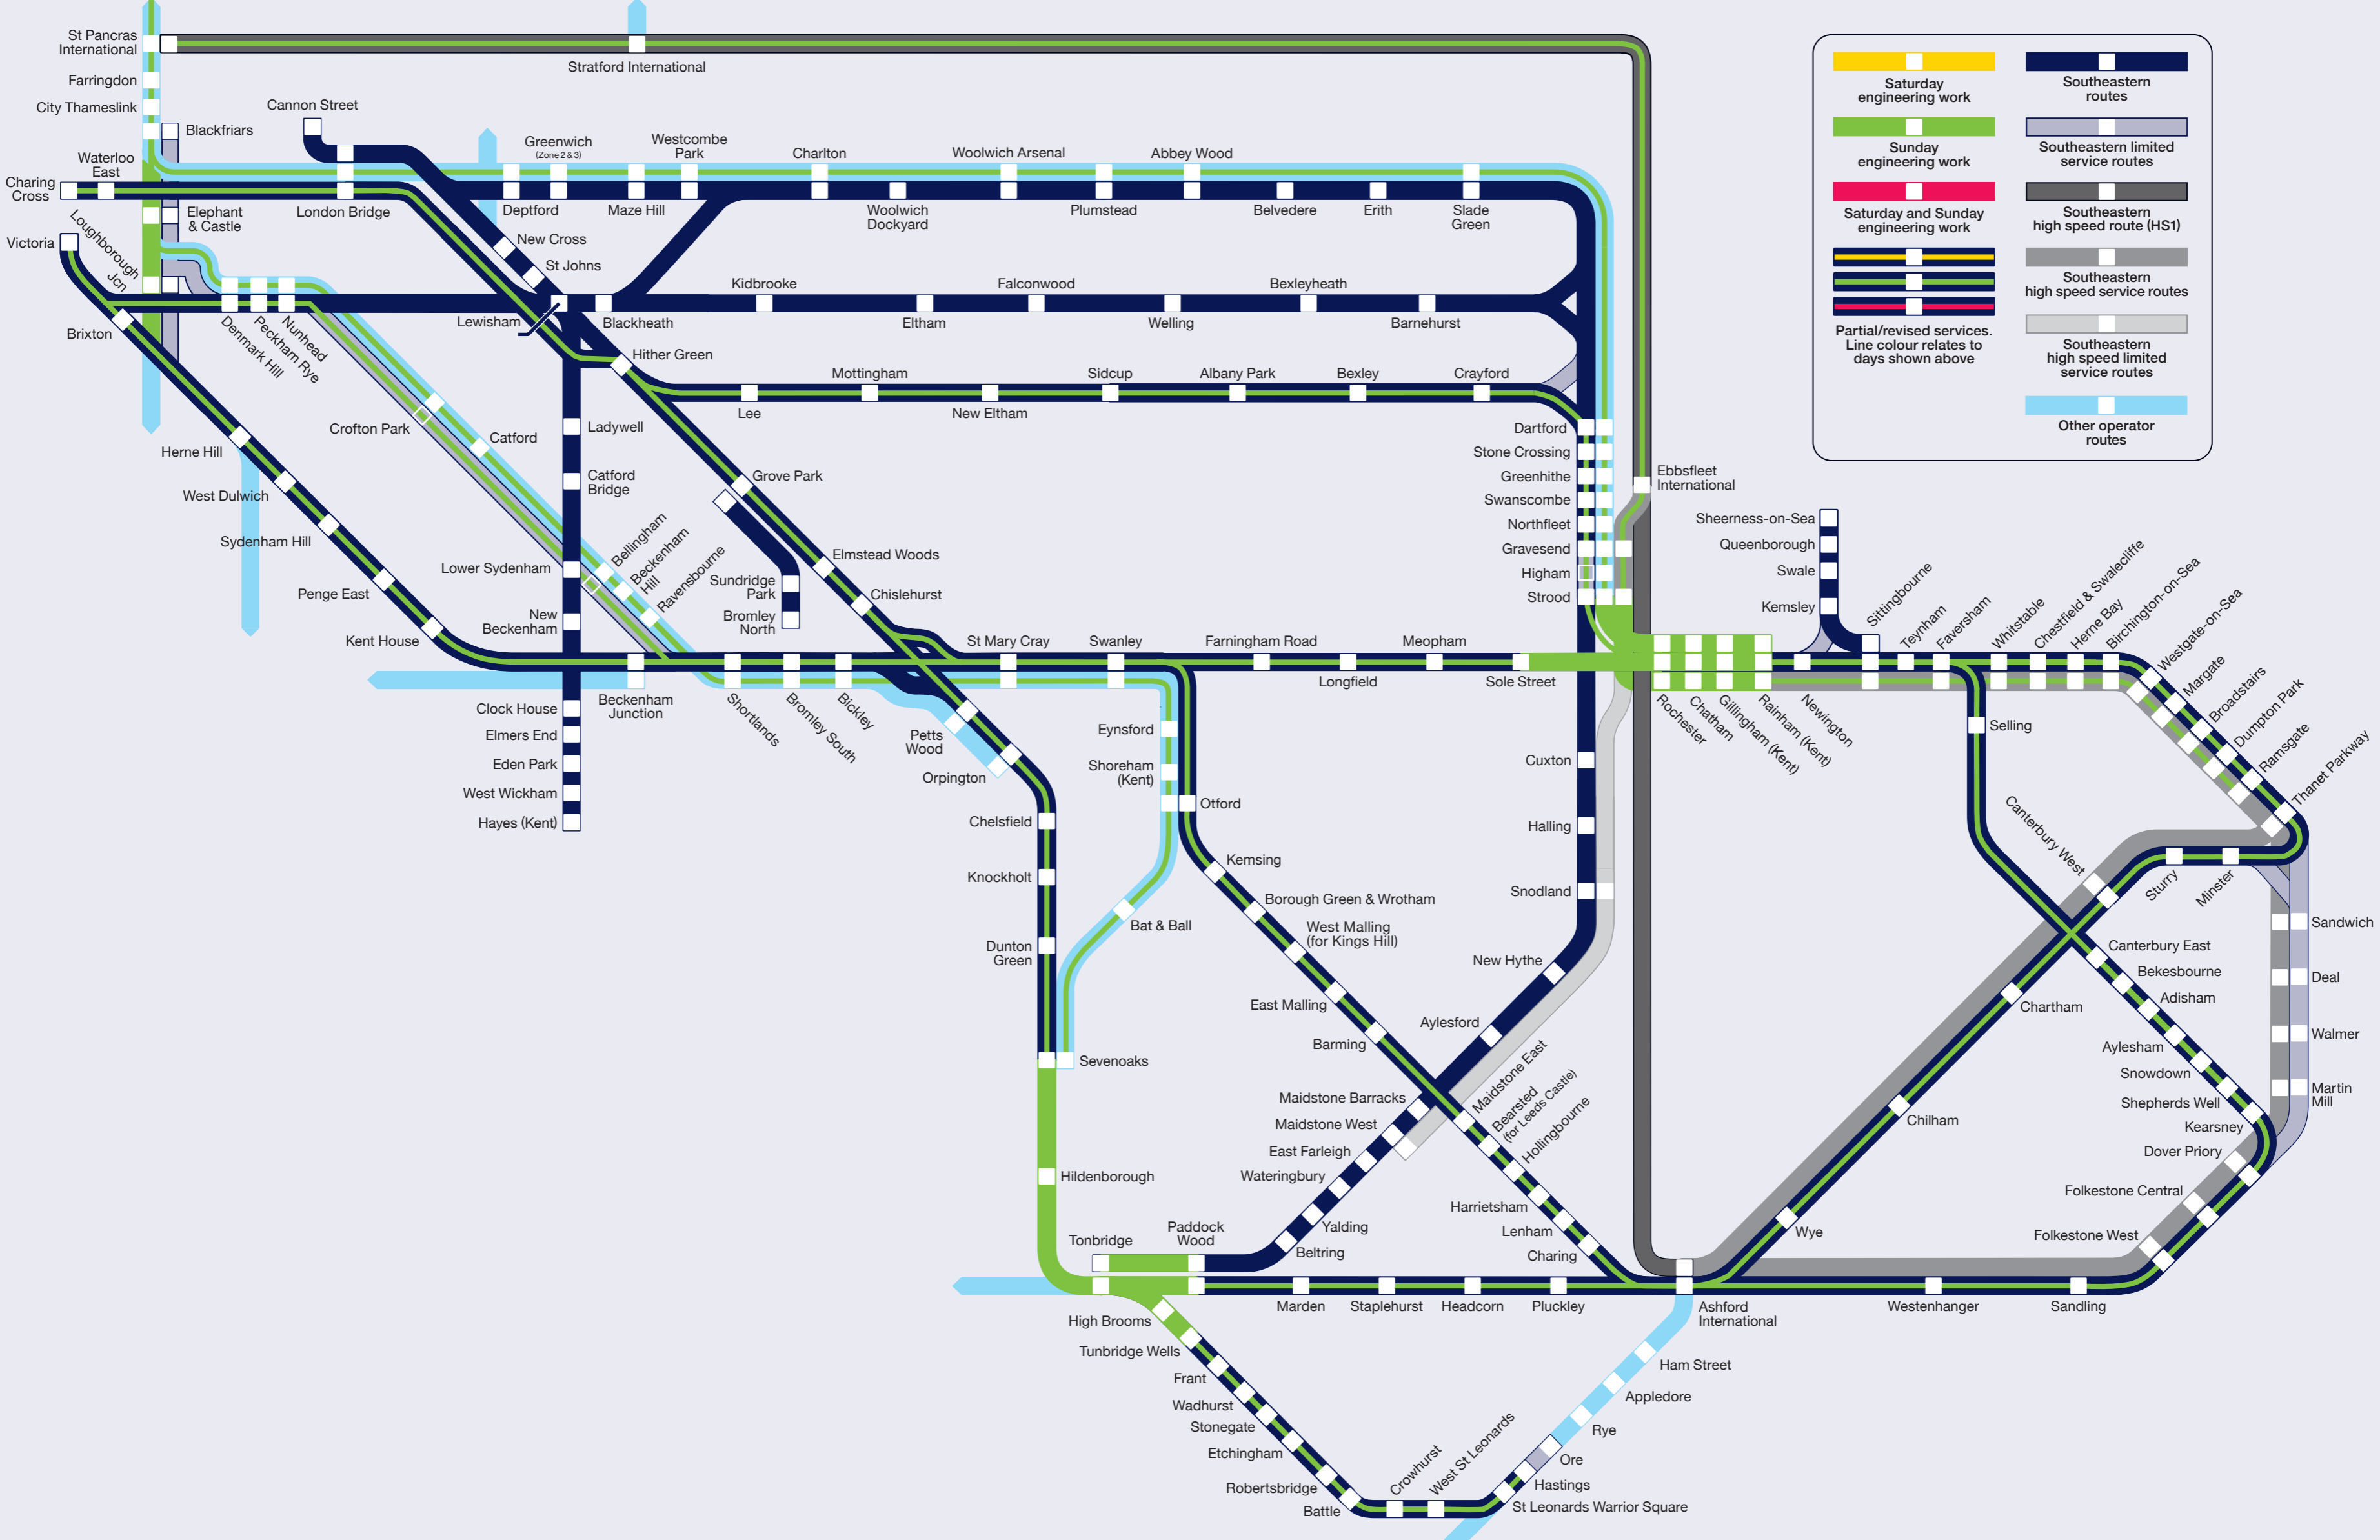 St Pancras
International
Farringdon
City Thameslink
Blackfriars
Waterloo
East
Charing
Cross
Elephant
& Castle
Loughborough
Jcn
Victoria
Brixton
Stratford International
Cannon Street
London Bridge
Greenwich
(Zone 2 & 3)
Westcombe
Park
Charlton
Woolwich Arsenal
Abbey Wood
Deptford
Maze Hill
Woolwich
Dockyard
Plumstead
Belvedere
Erith
Slade
Green
New Cross
St Johns
Lewisham
Blackheath
Kidbrooke
Eltham
Falconwood
Welling
Bexleyheath
Barnehurst
Denmark Hill
Peckham Rye
Nunhead
Hither Green
Lee
Mottingham
New Eltham
Sidcup
Albany Park
Bexley
Crayford
Crofton Park
Catford
Ladywell
Catford
Bridge
Herne Hill
West Dulwich
Sydenham Hill
Penge East
Kent House
Lower Sydenham
New
Beckenham
Bellingham
Beckenham
Hill
Ravensbourne
Grove Park
Sundridge
Park
Bromley
North
Elmstead Woods
Chislehurst
Dartford
Stone Crossing
Greenhithe
Swanscombe
Northfleet
Gravesend
Higham
Strood
Ebbsfleet
International
Clock House
Elmers End
Eden Park
West Wickham
Hayes (Kent)
Beckenham
Junction
Shortlands
Bromley South
Bickley
Petts
Wood
Orpington
St Mary Cray
Swanley
Farningham Road
Longfield
Meopham
Sole Street
Rochester
Chatham
Gillingham (Kent)
Rainham (Kent)
Newington
Sheerness-on-Sea
Queenborough
Swale
Kemsley
Sittingbourne
Teynham
Faversham
Whitstable
Chestfield & Swalecliffe
Herne Bay
Birchington-on-Sea
Westgate-on-Sea
Margate
Broadstairs
Dumpton Park
Ramsgate
Thanet Parkway
Selling
Eynsford
Shoreham
(Kent)
Otford
Bat & Ball
Chelsfield
Knockholt
Dunton
Green
Sevenoaks
Kemsing
Borough Green & Wrotham
West Malling
(for Kings Hill)
East Malling
Barming
Maidstone East
Bearsted
(for Leeds Castle)
Hollingbourne
Harrietsham
Lenham
Charing
Cuxton
Halling
Snodland
New Hythe
Aylesford
Maidstone Barracks
Maidstone West
East Farleigh
Wateringbury
Yalding
Beltring
Canterbury West
Sturry
Minster
Sandwich
Deal
Walmer
Martin
Mill
Canterbury East
Bekesbourne
Adisham
Aylesham
Snowdown
Shepherds Well
Kearsney
Dover Priory
Folkestone Central
Folkestone West
Chartham
Chilham
Wye
Hildenborough
Tonbridge
Paddock
Wood
Marden
Staplehurst
Headcorn
Pluckley
Ashford
International
Westenhanger
Sandling
High Brooms
Tunbridge Wells
Frant
Wadhurst
Stonegate
Etchingham
Robertsbridge
Battle
Crowhurst
West St Leonards
St Leonards Warrior Square
Hastings
Ore
Rye
Appledore
Ham Street
Saturday
engineering work
Sunday
engineering work
Saturday and Sunday
engineering work
Partial/revised services.
Line colour relates to
days shown above
Southeastern
routes
Southeastern limited
service routes
Southeastern
high speed route (HS1)
Southeastern
high speed service routes
Southeastern
high speed limited
service routes
Other operator
routes